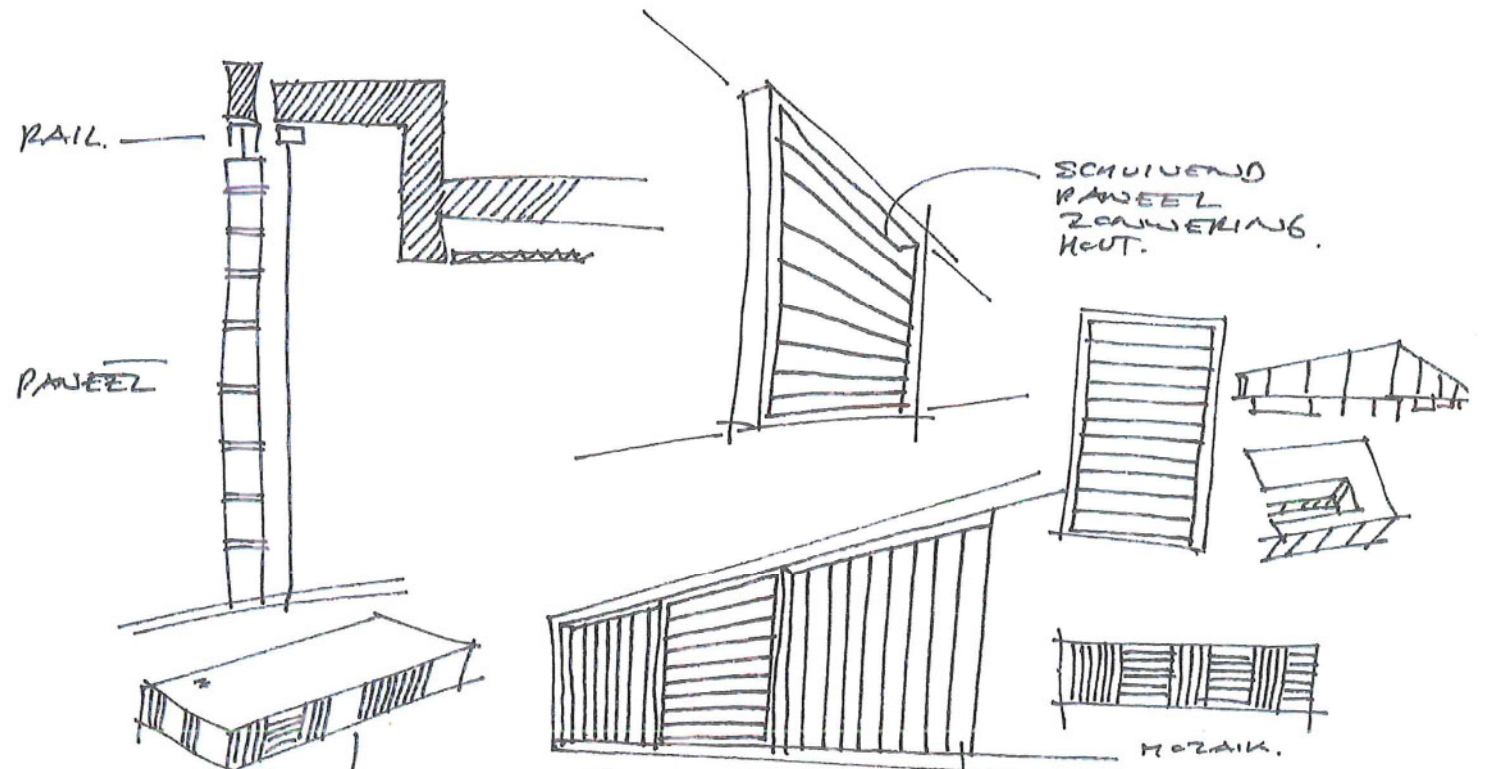 RAIL.
PANEEL
SCHUIVEND
PANEEL
ZONWERING
HOUT.
MOZAIK.